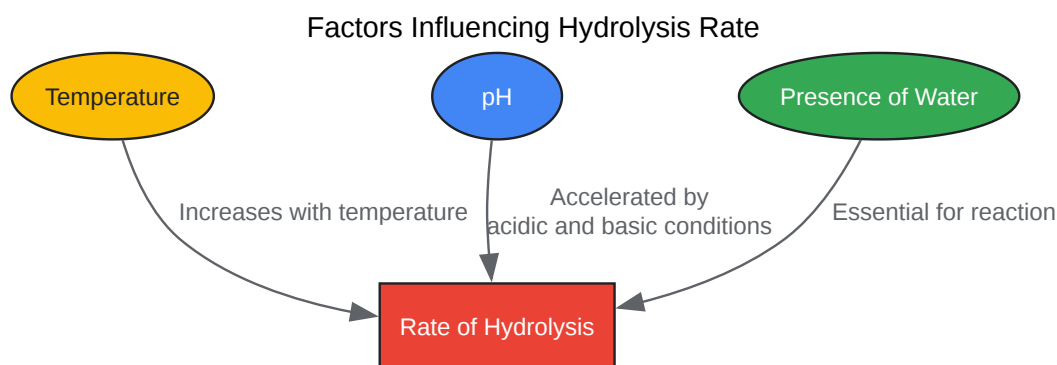 Factors Influencing Hydrolysis Rate
Temperature
pH
Presence of Water
Increases with temperature
Accelerated by
acidic and basic conditions
Essential for reaction
Rate of Hydrolysis